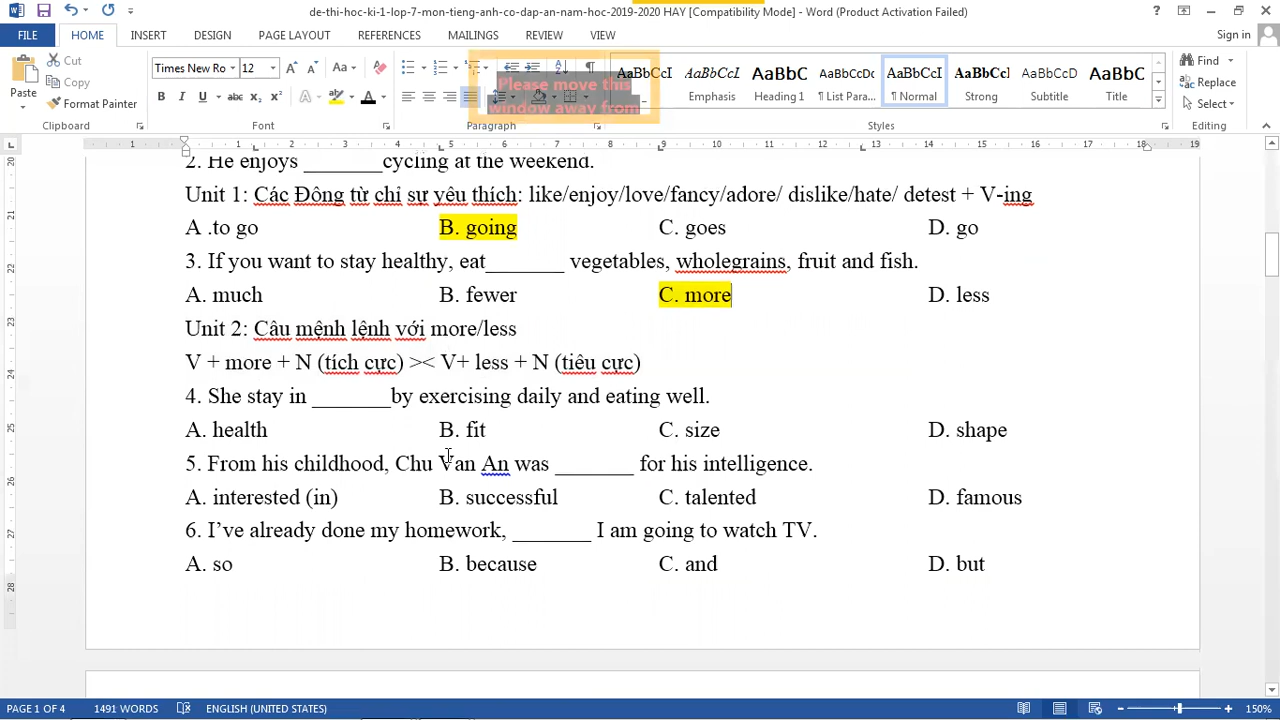 de-thi-hoc-ki-1-lop-7-mon-tieng-anh-co-dap-an-nam-hoc-2019-2020 HAY [Compatibility Mode] - Word (Product Activation Failed)
FILE HOME INSERT DESIGN PAGE LAYOUT REFERENCES MAILINGS REVIEW VIEW Sign in
Paste Cut Copy Format Painter
Times New Ro 12
Please move this window away from
AaBbCcI Emphasis AaBbC Heading 1 AaBbCcDc ¶ List Para... AaBbCcI ¶ Normal AaBbCcI Strong AaBbCcD Subtitle AaBbC Title
Replace
Select
Clipboard Font Paragraph Styles Editing
2. He enjoys _______cycling at the weekend.
Unit 1: Các Đông từ chỉ sự yêu thích: like/enjoy/love/fancy/adore/ dislike/hate/ detest + V-ing
A .to go B. going C. goes D. go
3. If you want to stay healthy, eat_______ vegetables, wholegrains, fruit and fish.
A. much B. fewer C. more D. less
Unit 2: Câu mệnh lệnh với more/less
V + more + N (tích cực) >< V+ less + N (tiêu cực)
4. She stay in _______by exercising daily and eating well.
A. health B. fit C. size D. shape
5. From his childhood, Chu Van An was _______ for his intelligence.
A. interested (in) B. successful C. talented D. famous
6. I’ve already done my homework, _______ I am going to watch TV.
A. so B. because C. and D. but
PAGE 1 OF 4 1491 WORDS ENGLISH (UNITED STATES) 150%